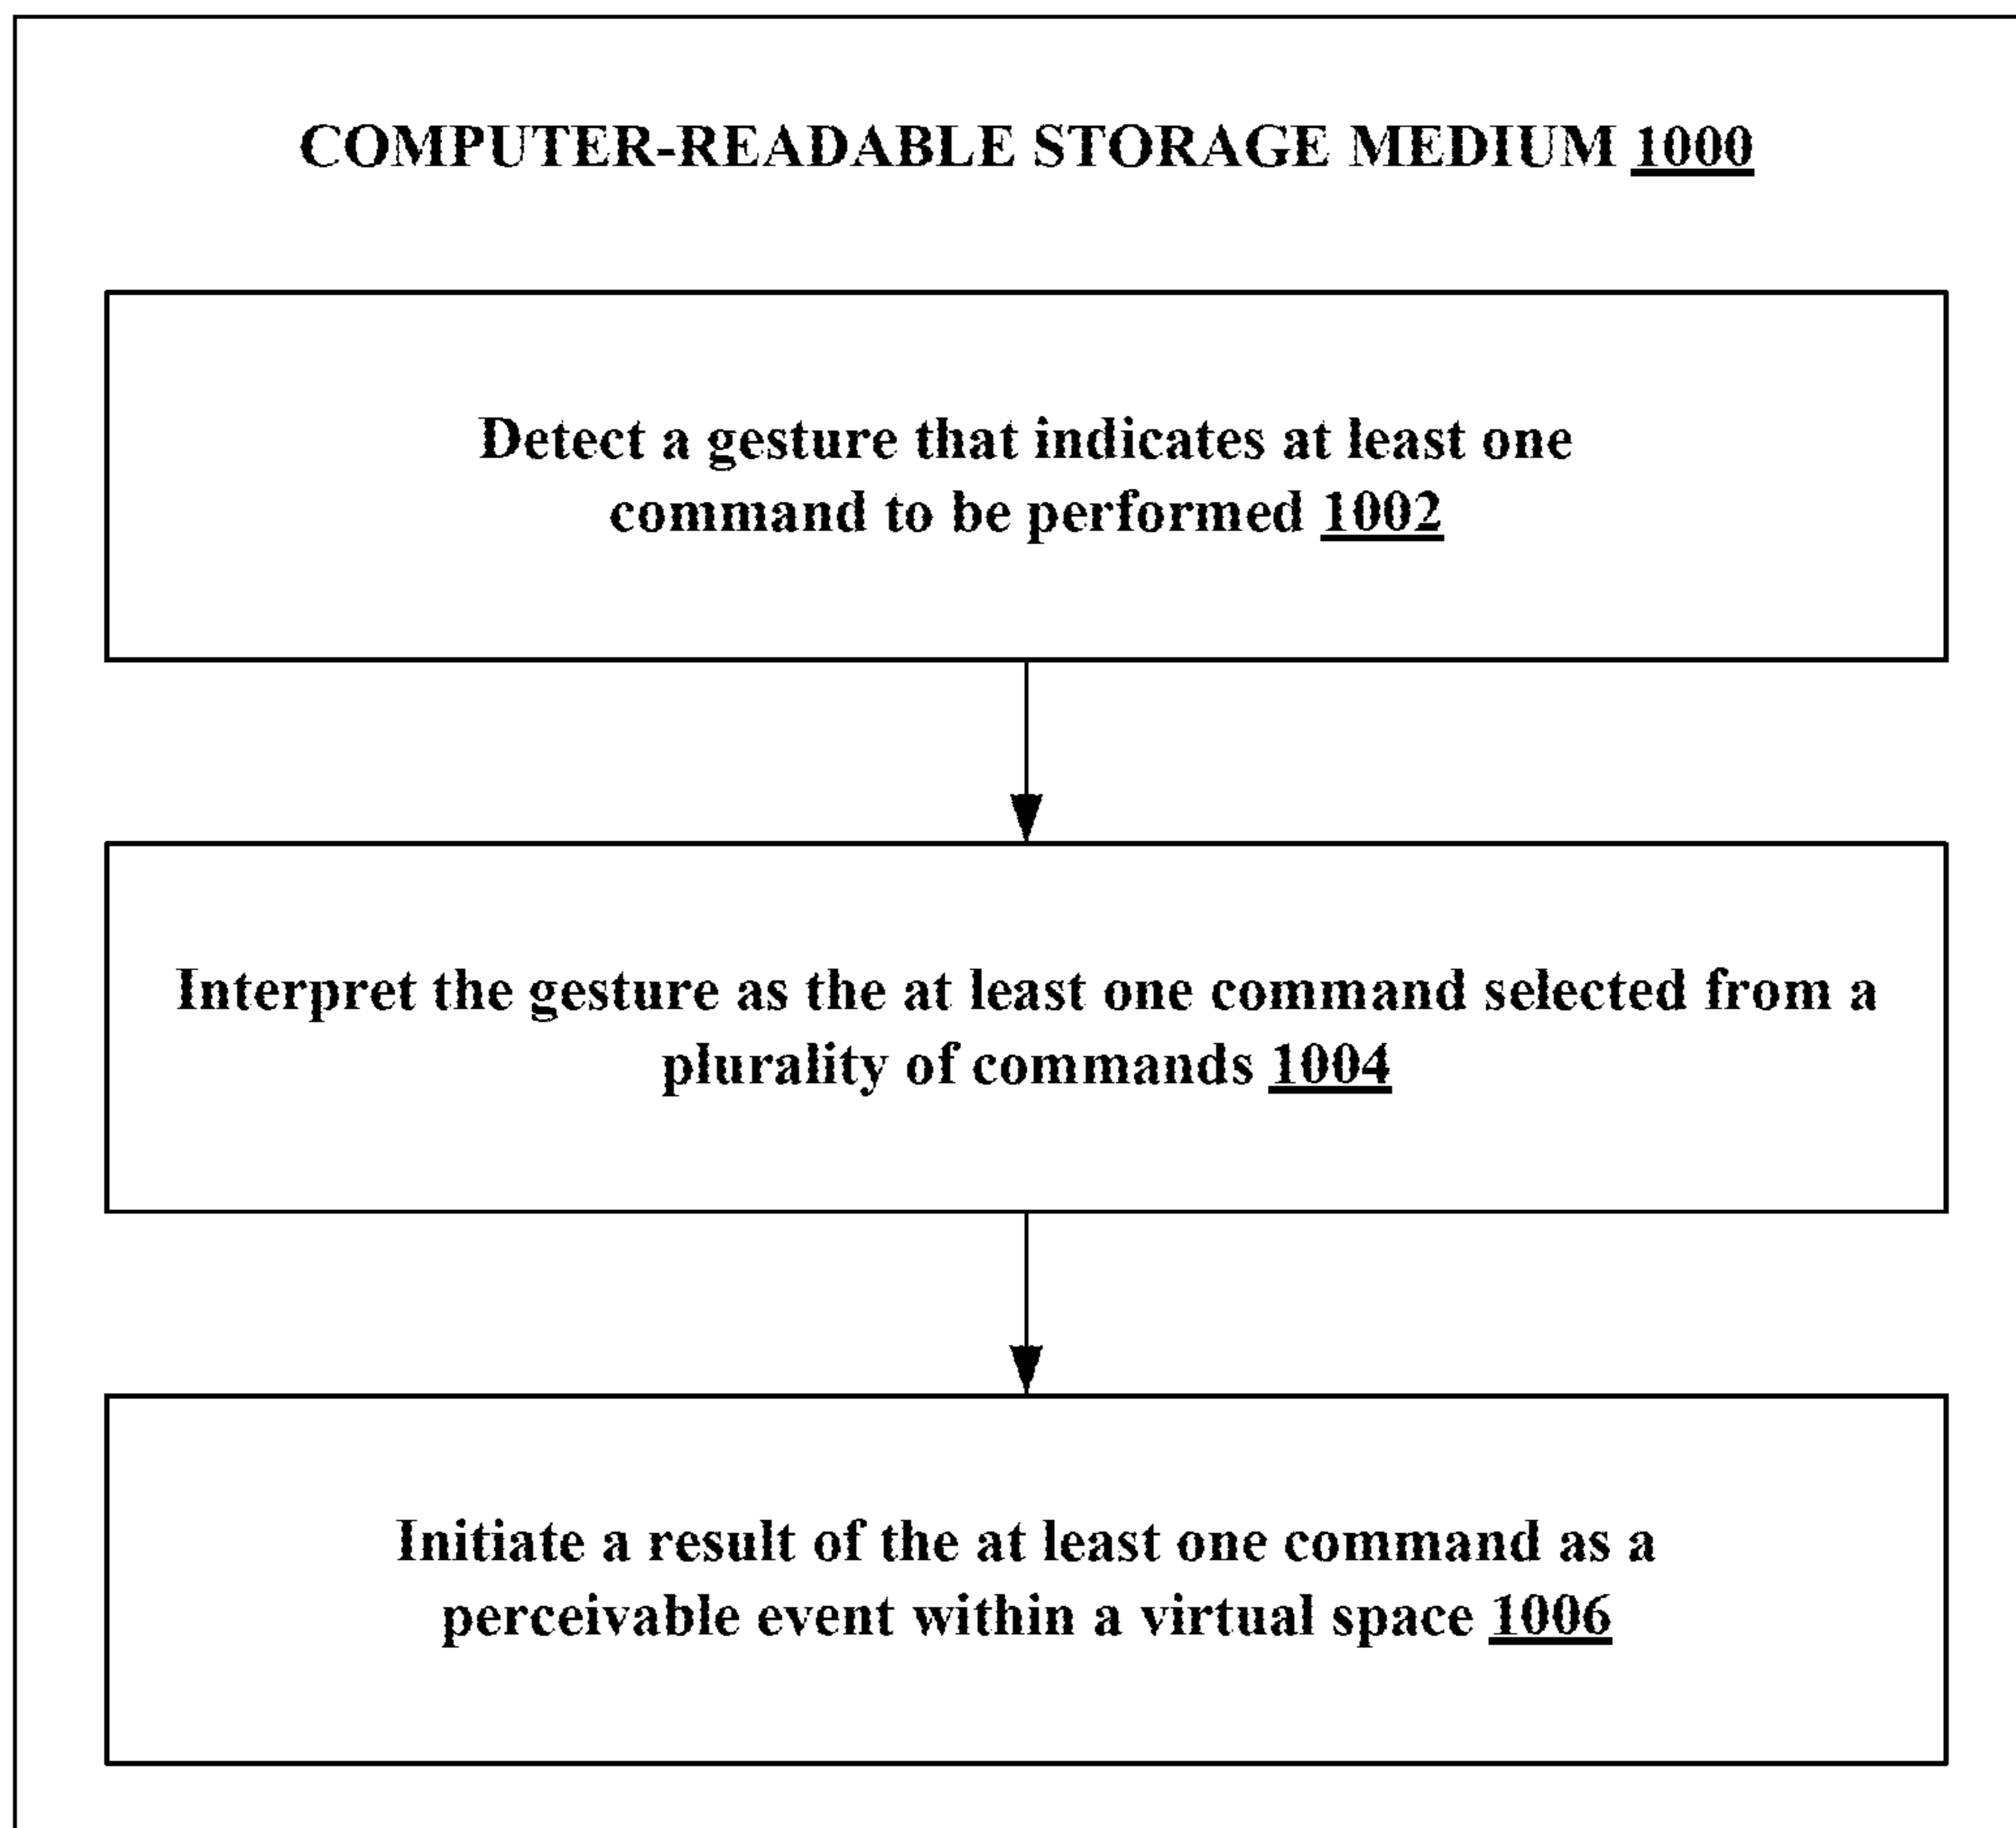 COMPUTER-READABLE STORAGE MEDIUM 1000
Detect a gesture that indicates at least one
command to be performed 1002
Interpret the gesture as the at least one command selected from a
plurality of commands 1004
Initiate a result of the at least one command as a
perceivable event within a virtual space 1006